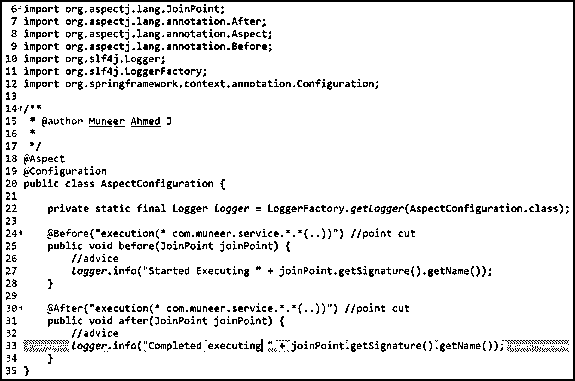 6 import org.aspectj.lang.JoinPoint;
7 import org.aspectj.lang.annotation.After;
8 import org.aspectj.lang.annotation.Aspect;
9 import org.aspectj.lang.annotation.Before;
10 import org.slf4j.Logger;
11 import org.slf4j.LoggerFactory;
12 import org.springframework.context.annotation.Configuration;
13
14 /**
15 * @author Muneer Ahmed J
16 *
17 */
18 @Aspect
19 @Configuration
20 public class AspectConfiguration {
21
22 private static final Logger logger = LoggerFactory.getLogger(AspectConfiguration.class);
23
24 @Before("execution(* com.muneer.service.*.*(..))") //point cut
25 public void before(JoinPoint joinPoint) {
26 //advice
27 logger.info("Started Executing " + joinPoint.getSignature().getName());
28 }
29
30 @After("execution(* com.muneer.service.*.*(..))") //point cut
31 public void after(JoinPoint joinPoint) {
32 //advice
33 logger.info("Completed executing " + joinPoint.getSignature().getName());
34 }
35 }